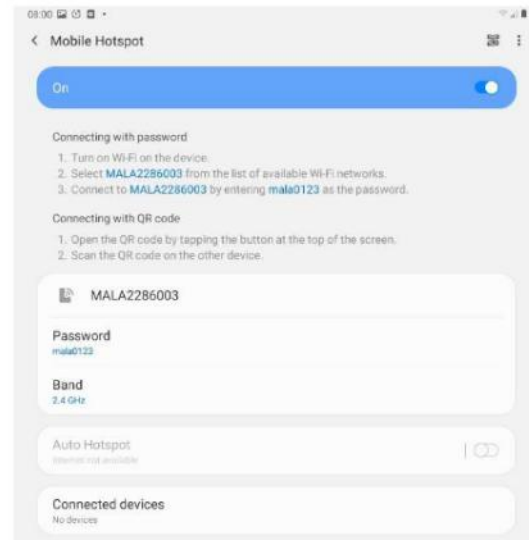 08:00
Mobile Hotspot
On
Connecting with password
1. Turn on Wi-Fi on the device.
2. Select MALA2286003 from the list of available Wi-Fi networks.
3. Connect to MALA2286003 by entering mala0123 as the password.
Connecting with QR code
1. Open the QR code by tapping the button at the top of the screen.
2. Scan the QR code on the other device.
MALA2286003
Password
mala0123
Band
2.4 GHz
Auto Hotspot
Internet not available
Connected devices
No devices